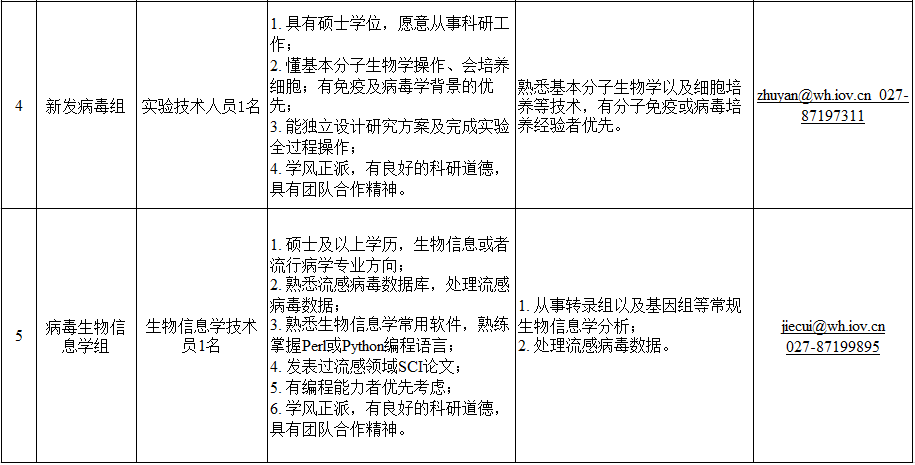 4
新发病毒组
实验技术人员1名
1. 具有硕士学位，愿意从事科研工
作；
2. 懂基本分子生物学操作、会培养
细胞；有免疫及病毒学背景的优
先；
3. 能独立设计研究方案及完成实验
全过程操作；
4. 学风正派，有良好的科研道德，
具有团队合作精神。
熟悉基本分子生物学以及细胞培
养等技术，有分子免疫或病毒培
养经验者优先。
zhuyan@wh.iov.cn 027-
87197311
5
病毒生物信
息学组
生物信息学技术
员1名
1. 硕士及以上学历，生物信息或者
流行病学专业方向；
2. 熟悉流感病毒数据库，处理流感
病毒数据；
3. 熟悉生物信息学常用软件，熟练
掌握Perl或Python编程语言；
4. 发表过流感领域SCI论文；
5. 有编程能力者优先考虑；
6. 学风正派，有良好的科研道德，
具有团队合作精神。
1. 从事转录组以及基因组等常规
生物信息学分析；
2. 处理流感病毒数据。
jiecui@wh.iov.cn
027-87199895